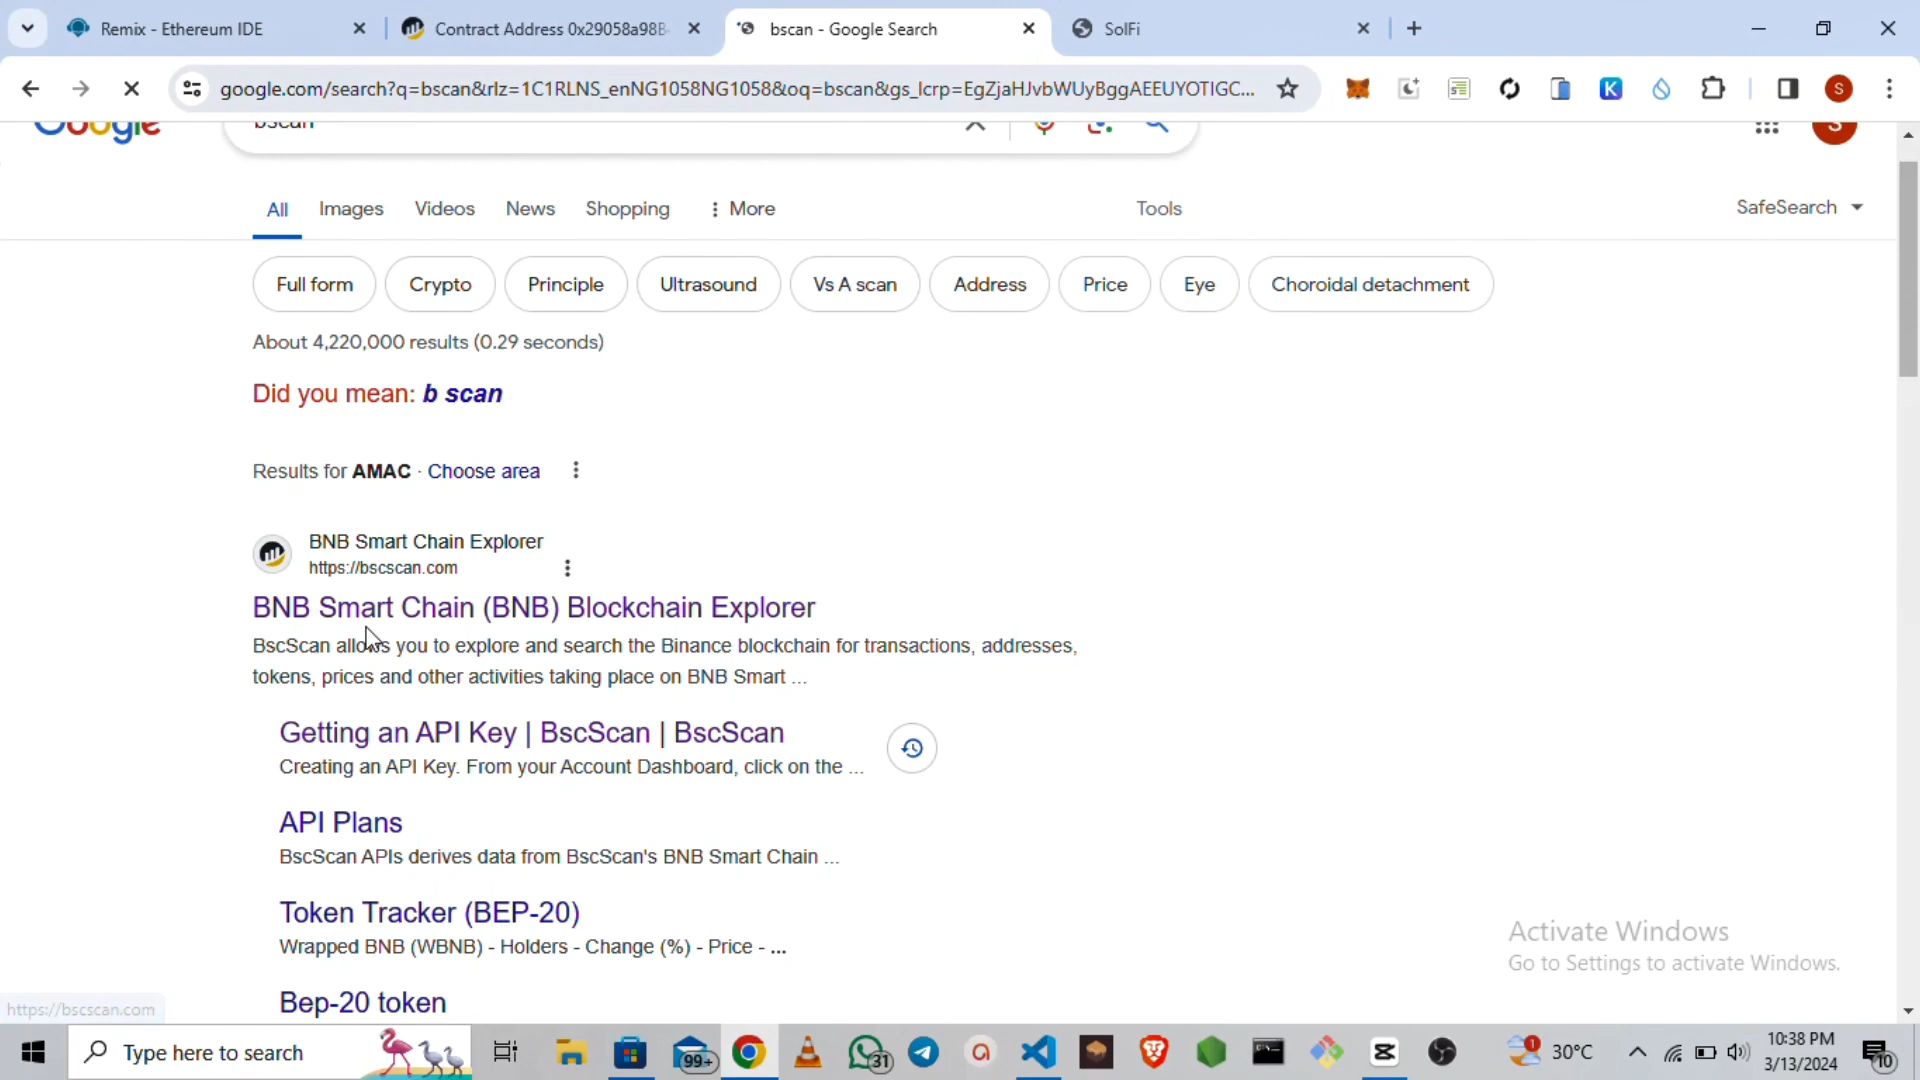 Remix - Ethereum IDE
Contract Address 0x29058a98B
bscan - Google Search
SolFi
google.com/search?q=bscan&rlz=1C1RLNS_enNG1058NG1058&oq=bscan&gs_lcrp=EgZjaHJvbWUyBggAEEUYOTIGC...
S
Google
bscan
S
All
Images
Videos
News
Shopping
More
Tools
SafeSearch
Full form
Crypto
Principle
Ultrasound
Vs A scan
Address
Price
Eye
Choroidal detachment
About 4,220,000 results (0.29 seconds)
Did you mean: b scan
Results for AMAC · Choose area
BNB Smart Chain Explorer
https://bscscan.com
BNB Smart Chain (BNB) Blockchain Explorer
BscScan allows you to explore and search the Binance blockchain for transactions, addresses,
tokens, prices and other activities taking place on BNB Smart ...
Getting an API Key | BscScan | BscScan
Creating an API Key. From your Account Dashboard, click on the ...
API Plans
BscScan APIs derives data from BscScan's BNB Smart Chain ...
Token Tracker (BEP-20)
Wrapped BNB (WBNB) - Holders - Change (%) - Price - ...
Activate Windows
Go to Settings to activate Windows.
Bep-20 token
https://bscscan.com
Type here to search
99+
31
1
30°C
10:38 PM
3/13/2024
10